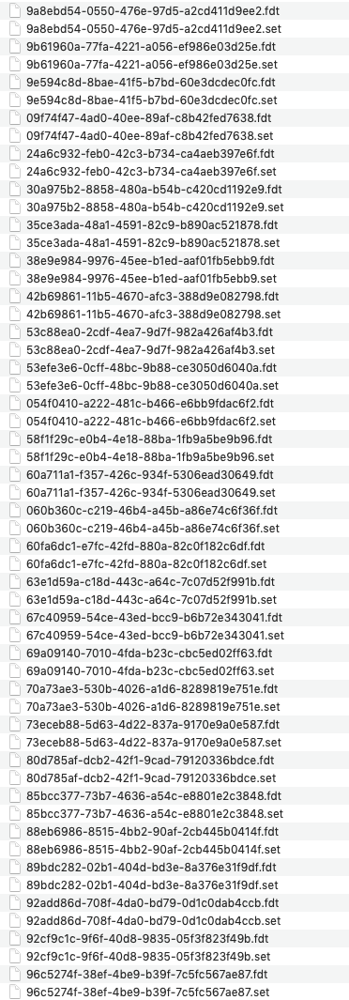 9a8ebd54-0550-476e-97d5-a2cd411d9ee2.fdt
9a8ebd54-0550-476e-97d5-a2cd411d9ee2.set
9b61960a-77fa-4221-a056-ef986e03d25e.fdt
9b61960a-77fa-4221-a056-ef986e03d25e.set
9e594c8d-8bae-41f5-b7bd-60e3dcdec0fc.fdt
9e594c8d-8bae-41f5-b7bd-60e3dcdec0fc.set
09f74f47-4ad0-40ee-89af-c8b42fed7638.fdt
09f74f47-4ad0-40ee-89af-c8b42fed7638.set
24a6c932-feb0-42c3-b734-ca4aeb397e6f.fdt
24a6c932-feb0-42c3-b734-ca4aeb397e6f.set
30a975b2-8858-480a-b54b-c420cd1192e9.fdt
30a975b2-8858-480a-b54b-c420cd1192e9.set
35ce3ada-48a1-4591-82c9-b890ac521878.fdt
35ce3ada-48a1-4591-82c9-b890ac521878.set
38e9e984-9976-45ee-b1ed-aaf01fb5ebb9.fdt
38e9e984-9976-45ee-b1ed-aaf01fb5ebb9.set
42b69861-11b5-4670-afc3-388d9e082798.fdt
42b69861-11b5-4670-afc3-388d9e082798.set
53c88ea0-2cdf-4ea7-9d7f-982a426af4b3.fdt
53c88ea0-2cdf-4ea7-9d7f-982a426af4b3.set
53efe3e6-0cff-48bc-9b88-ce3050d6040a.fdt
53efe3e6-0cff-48bc-9b88-ce3050d6040a.set
054f0410-a222-481c-b466-e6bb9fdac6f2.fdt
054f0410-a222-481c-b466-e6bb9fdac6f2.set
58f1f29c-e0b4-4e18-88ba-1fb9a5be9b96.fdt
58f1f29c-e0b4-4e18-88ba-1fb9a5be9b96.set
60a711a1-f357-426c-934f-5306ead30649.fdt
60a711a1-f357-426c-934f-5306ead30649.set
060b360c-c219-46b4-a45b-a86e74c6f36f.fdt
060b360c-c219-46b4-a45b-a86e74c6f36f.set
60fa6dc1-e7fc-42fd-880a-82c0f182c6df.fdt
60fa6dc1-e7fc-42fd-880a-82c0f182c6df.set
63e1d59a-c18d-443c-a64c-7c07d52f991b.fdt
63e1d59a-c18d-443c-a64c-7c07d52f991b.set
67c40959-54ce-43ed-bcc9-b6b72e343041.fdt
67c40959-54ce-43ed-bcc9-b6b72e343041.set
69a09140-7010-4fda-b23c-cbc5ed02ff63.fdt
69a09140-7010-4fda-b23c-cbc5ed02ff63.set
70a73ae3-530b-4026-a1d6-8289819e751e.fdt
70a73ae3-530b-4026-a1d6-8289819e751e.set
73eceb88-5d63-4d22-837a-9170e9a0e587.fdt
73eceb88-5d63-4d22-837a-9170e9a0e587.set
80d785af-dcb2-42f1-9cad-79120336bdce.fdt
80d785af-dcb2-42f1-9cad-79120336bdce.set
85bcc377-73b7-4636-a54c-e8801e2c3848.fdt
85bcc377-73b7-4636-a54c-e8801e2c3848.set
88eb6986-8515-4bb2-90af-2cb445b0414f.fdt
88eb6986-8515-4bb2-90af-2cb445b0414f.set
89bdc282-02b1-404d-bd3e-8a376e31f9df.fdt
89bdc282-02b1-404d-bd3e-8a376e31f9df.set
92add86d-708f-4da0-bd79-0d1c0dab4ccb.fdt
92add86d-708f-4da0-bd79-0d1c0dab4ccb.set
92cf9c1c-9f6f-40d8-9835-05f3f823f49b.fdt
92cf9c1c-9f6f-40d8-9835-05f3f823f49b.set
96c5274f-38ef-4be9-b39f-7c5fc567ae87.fdt
96c5274f-38ef-4be9-b39f-7c5fc567ae87.set